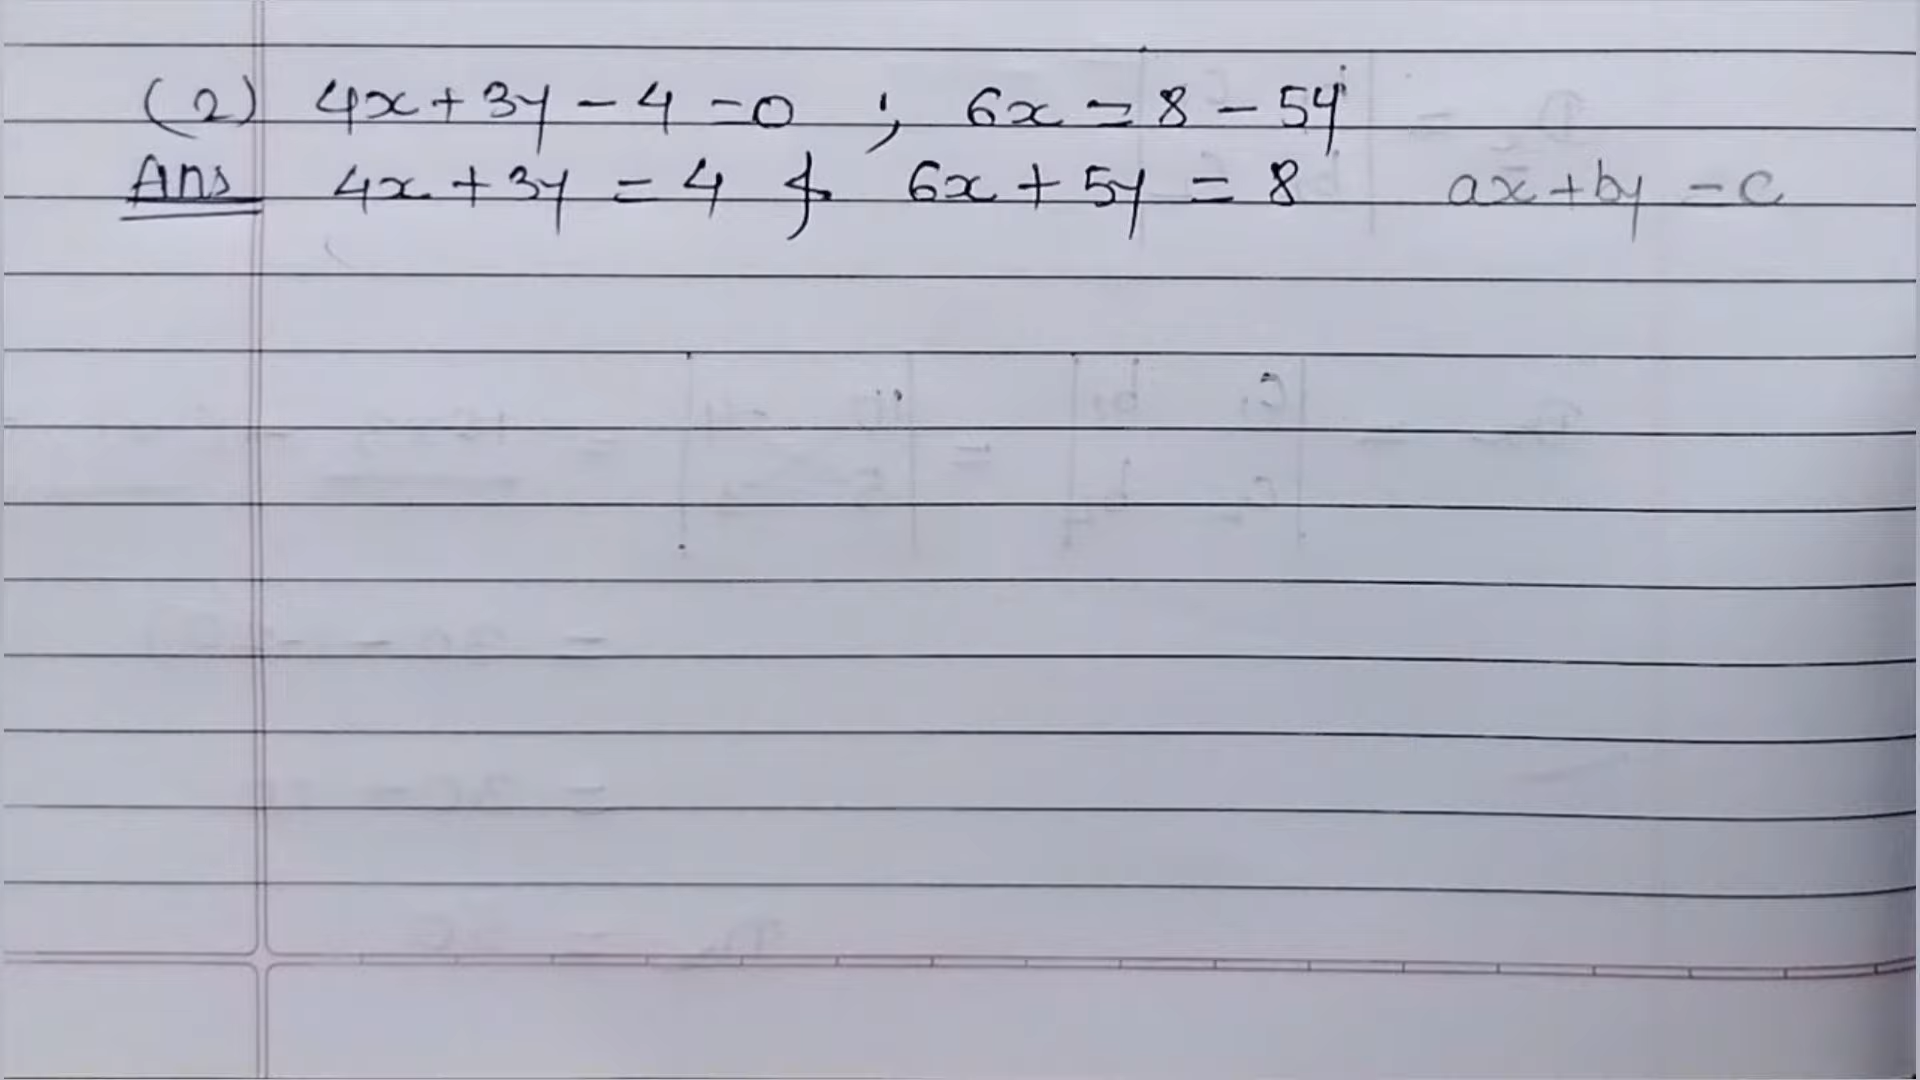 (2) 4x + 3y - 4 = 0 ; 6x = 8 - 5y
Ans 4x + 3y = 4 & 6x + 5y = 8 ax + by = c